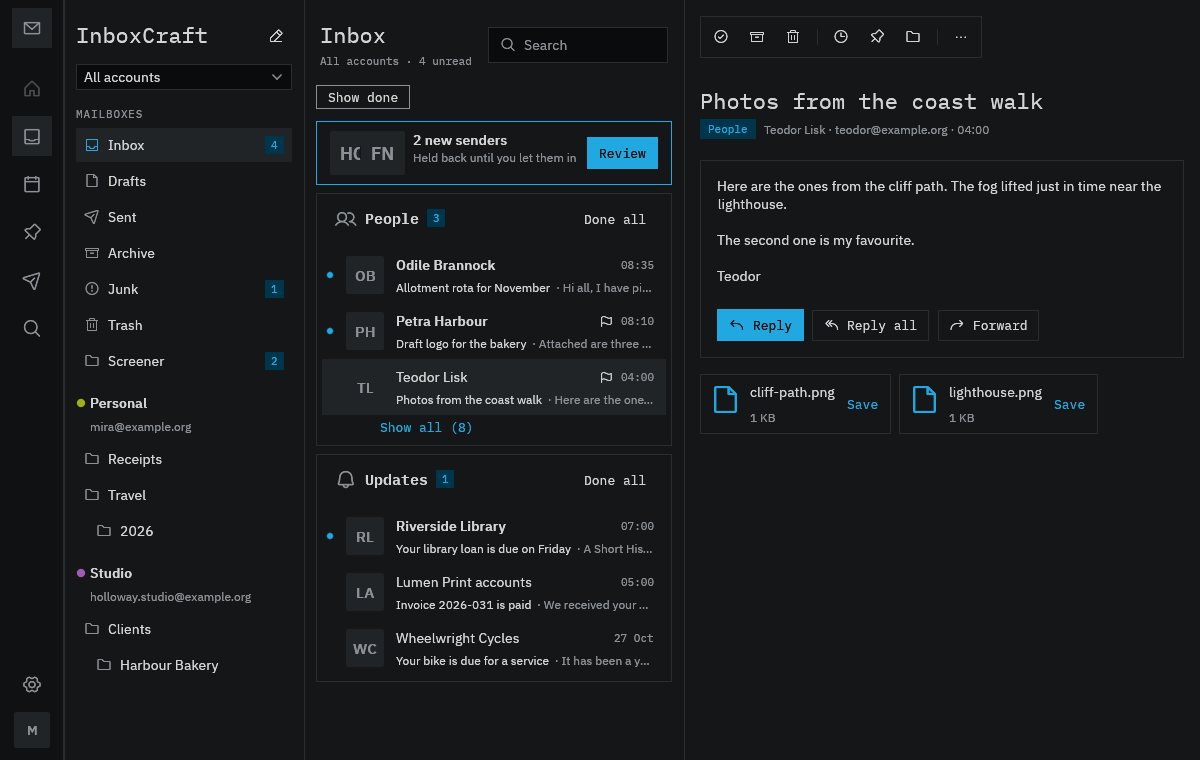 InboxCraft
All accounts
MAILBOXES
Inbox 4
Drafts
Sent
Archive
Junk 1
Trash
Screener 2
Personal
mira@example.org
Receipts
Travel
2026
Studio
holloway.studio@example.org
Clients
Harbour Bakery
M
Inbox
All accounts · 4 unread
Search
Show done
FN
2 new senders
Held back until you let them in
Review
People 3
Done all
OB
Odile Brannock 08:35
Allotment rota for November · Hi all, I have pi…
PH
Petra Harbour 08:10
Draft logo for the bakery · Attached are three …
TL
Teodor Lisk 04:00
Photos from the coast walk · Here are the one…
Show all (8)
Updates 1
Done all
RL
Riverside Library 07:00
Your library loan is due on Friday · A Short His…
LA
Lumen Print accounts 05:00
Invoice 2026-031 is paid · We received your …
WC
Wheelwright Cycles 27 Oct
Your bike is due for a service · It has been a y…
Photos from the coast walk
People Teodor Lisk · teodor@example.org · 04:00
Here are the ones from the cliff path. The fog lifted just in time near the
lighthouse.
The second one is my favourite.
Teodor
Reply
Reply all
Forward
cliff-path.png
1 KB
Save
lighthouse.png
1 KB
Save